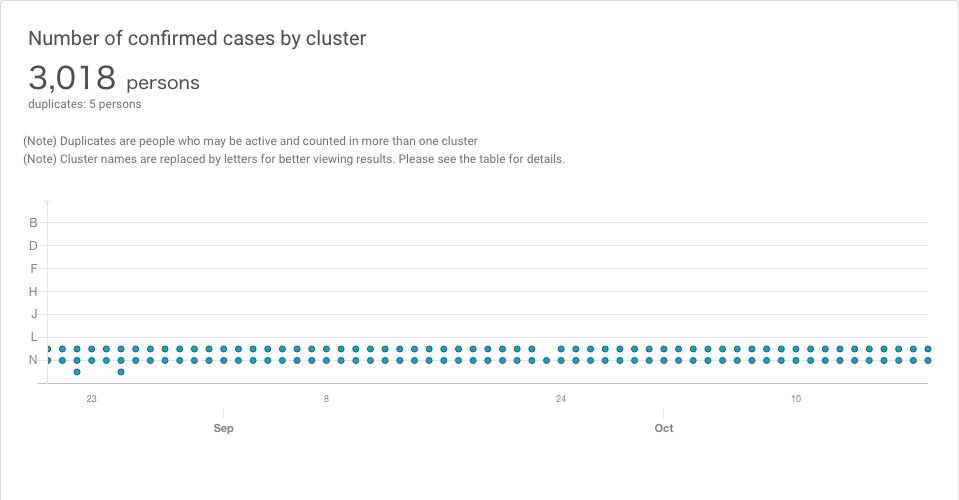 Number of confirmed cases by cluster
3,018 persons
duplicates: 5 persons
(Note) Duplicates are people who may be active and counted in more than one cluster
(Note) Cluster names are replaced by letters for better viewing results. Please see the table for details.
B
D
F
H
J
L
N
23 8 24 10
Sep Oct